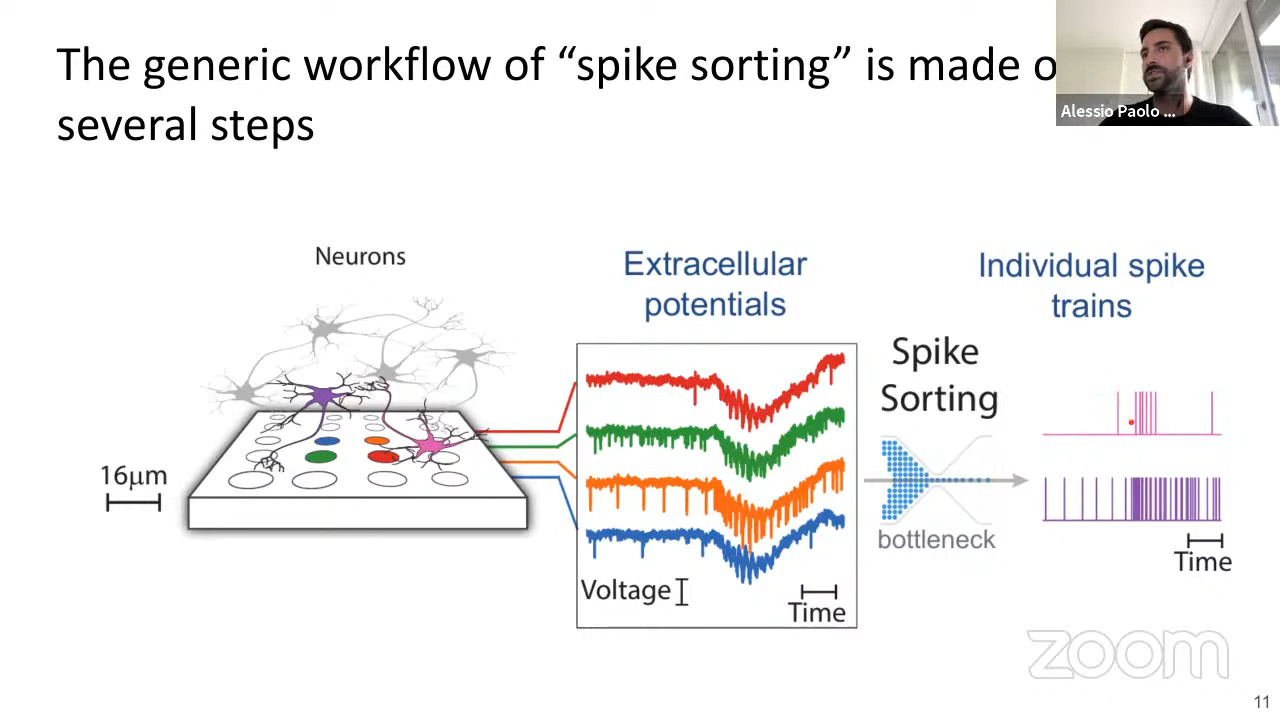 The generic workflow of “spike sorting” is made o
several steps
Alessio Paolo ...
Neurons
16μm
Extracellular
potentials
Voltage
Time
Spike
Sorting
bottleneck
Individual spike
trains
Time
zoom
11